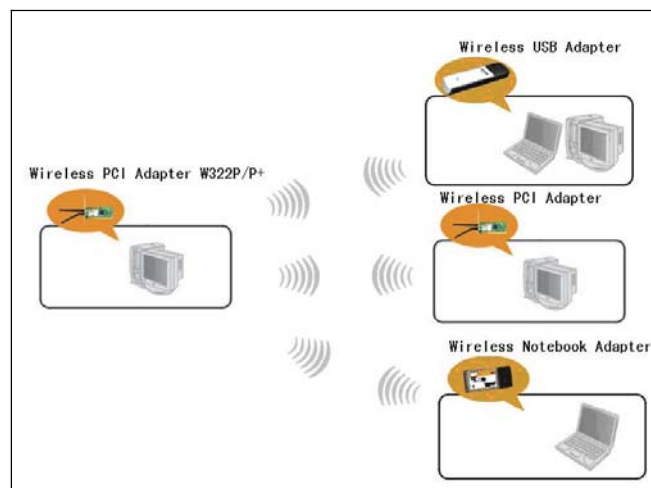 Wireless USB Adapter
Wireless PCI Adapter W322P/P+
Wireless PCI Adapter
Wireless Notebook Adapter